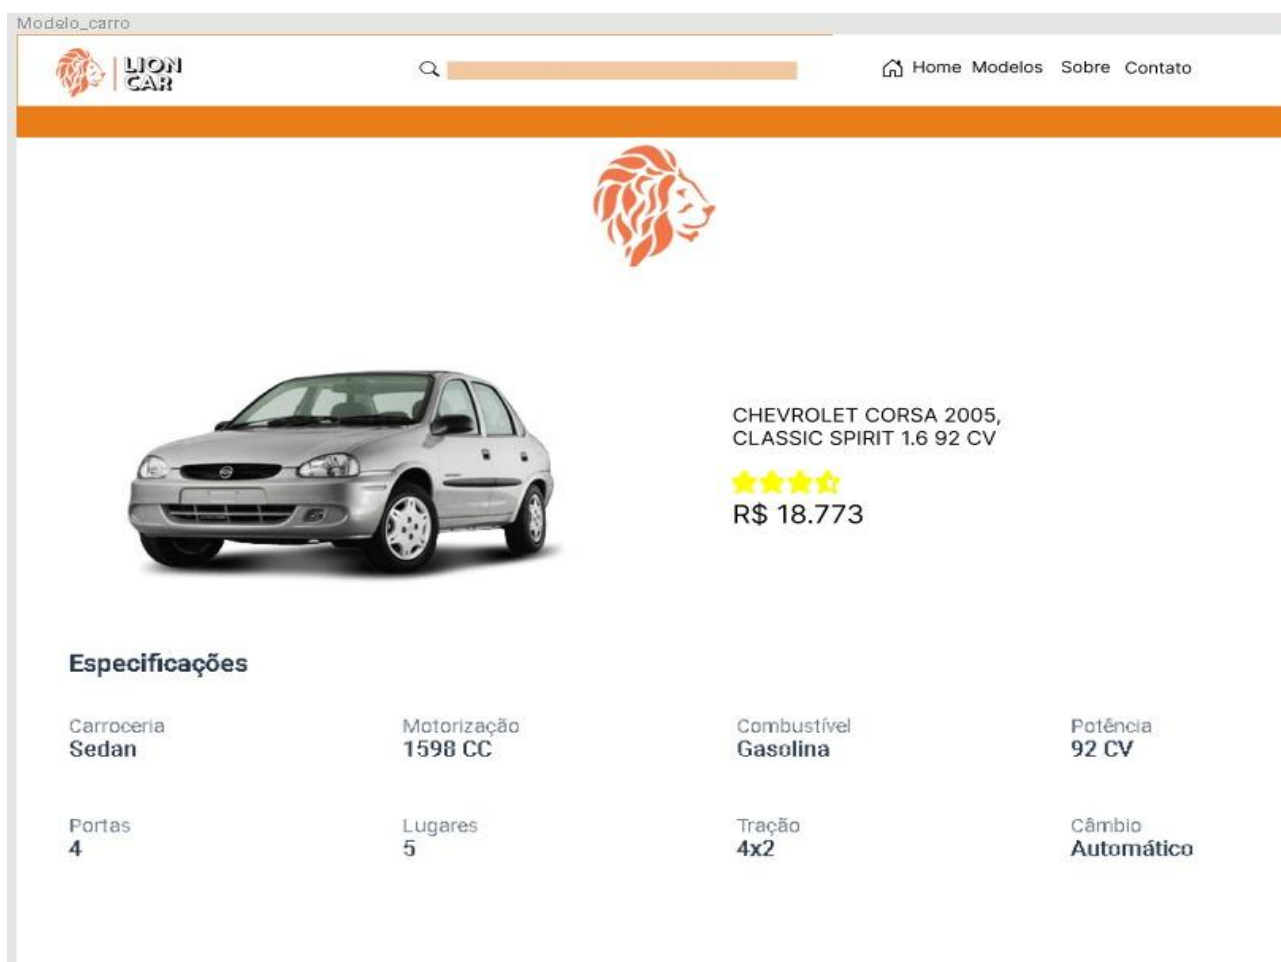 Modelo_carro
LION
CAR
Home Modelos Sobre Contato
CHEVROLET CORSA 2005,
CLASSIC SPIRIT 1.6 92 CV
R$ 18.773
Especificações
Carroceria Motorização Combustível Potência
Sedan 1598 CC Gasolina 92 CV
Portas Lugares Tração Câmbio
4 5 4x2 Automático